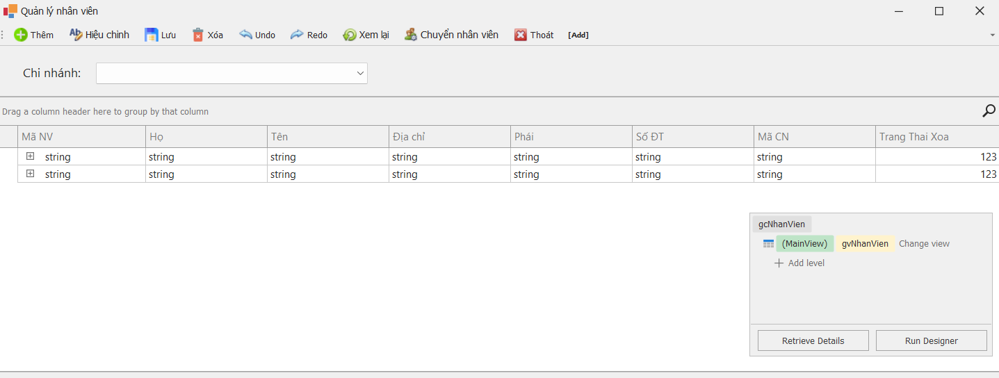 Quản lý nhân viên
Thêm Hiệu chỉnh Lưu Xóa Undo Redo Xem lại Chuyển nhân viên Thoát [Add]
Chi nhánh:
Drag a column header here to group by that column
Mã NV Họ Tên Địa chỉ Phái Số ĐT Mã CN Trang Thai Xoa
string string string string string string string 123
string string string string string string string 123
gcNhanVien
(MainView) gvNhanVien Change view
Add level
Retrieve Details Run Designer